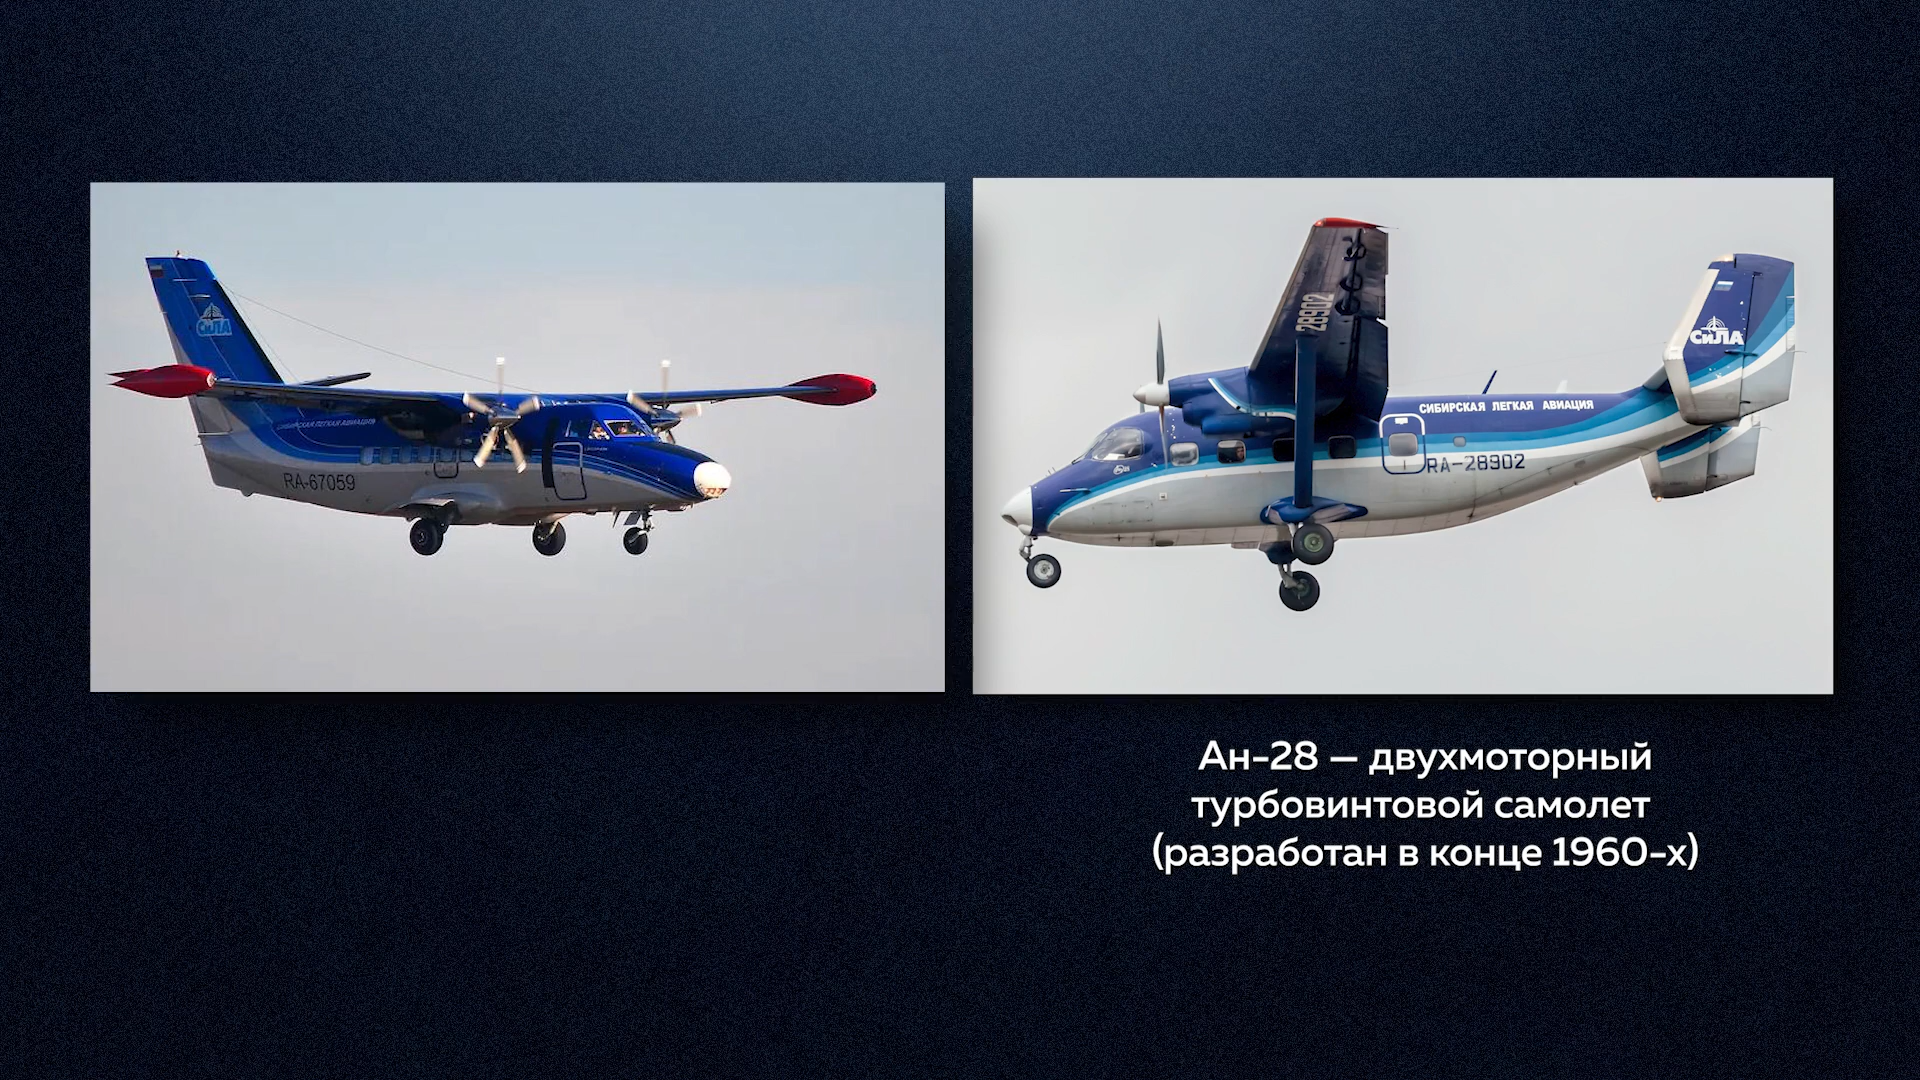 СиЛА
СИБИРСКАЯ ЛЕГКАЯ АВИАЦИЯ
RA-67059
28902
СиЛА
СИБИРСКАЯ ЛЕГКАЯ АВИАЦИЯ
RA-28902
Ан-28 — двухмоторный
турбовинтовой самолет
(разработан в конце 1960-х)